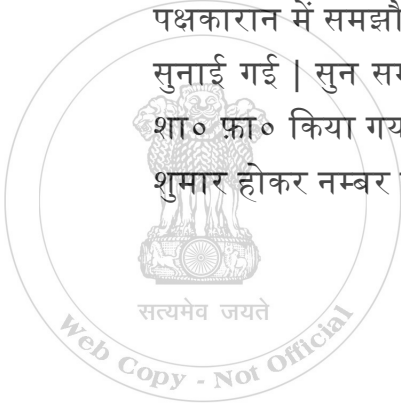 पक्षकारान में समझौ
सुनाई गई | सुन सम
शा० फ़ा० किया गय
शुमार होकर नम्बर
सत्यमेव जयते
Web Copy - Not Official